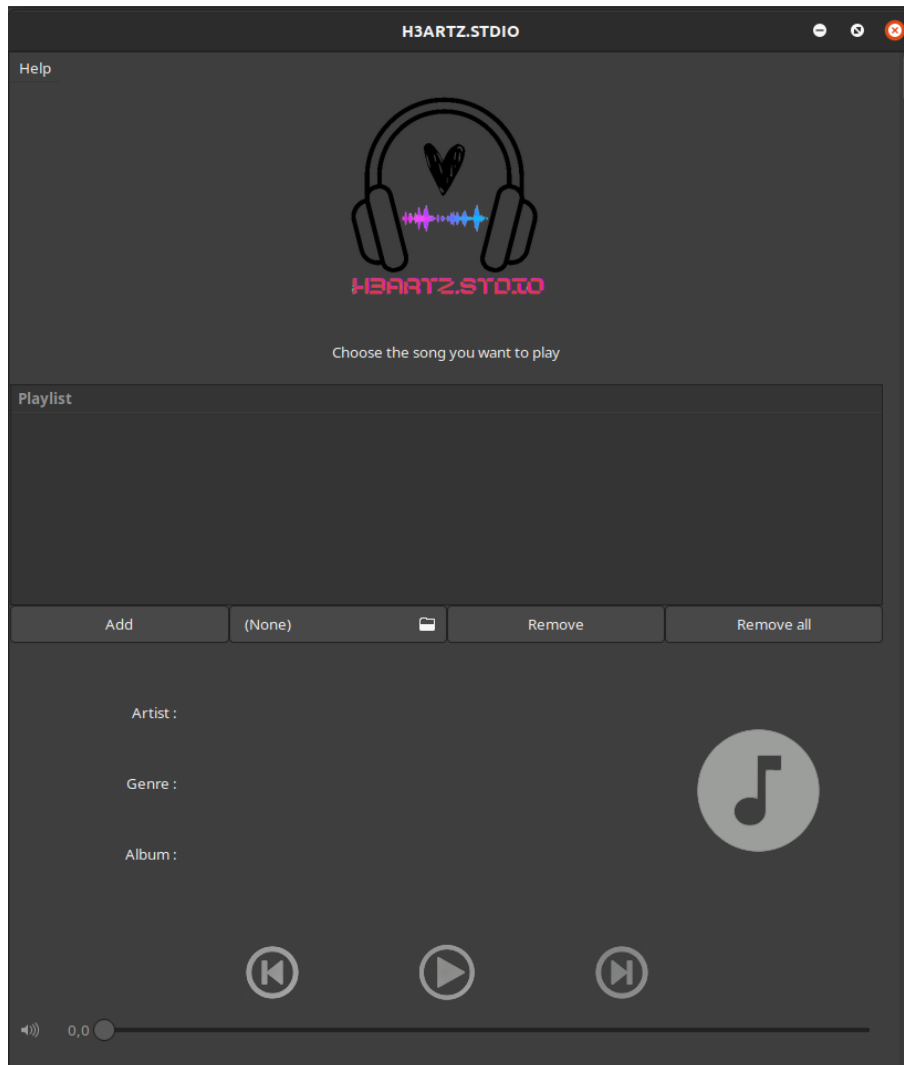 H3ARTZ.STDIO
Help
H3ARTZ.STDIO
Choose the song you want to play
Playlist
Add (None) Remove Remove all
Artist :
Genre :
Album :
0,0